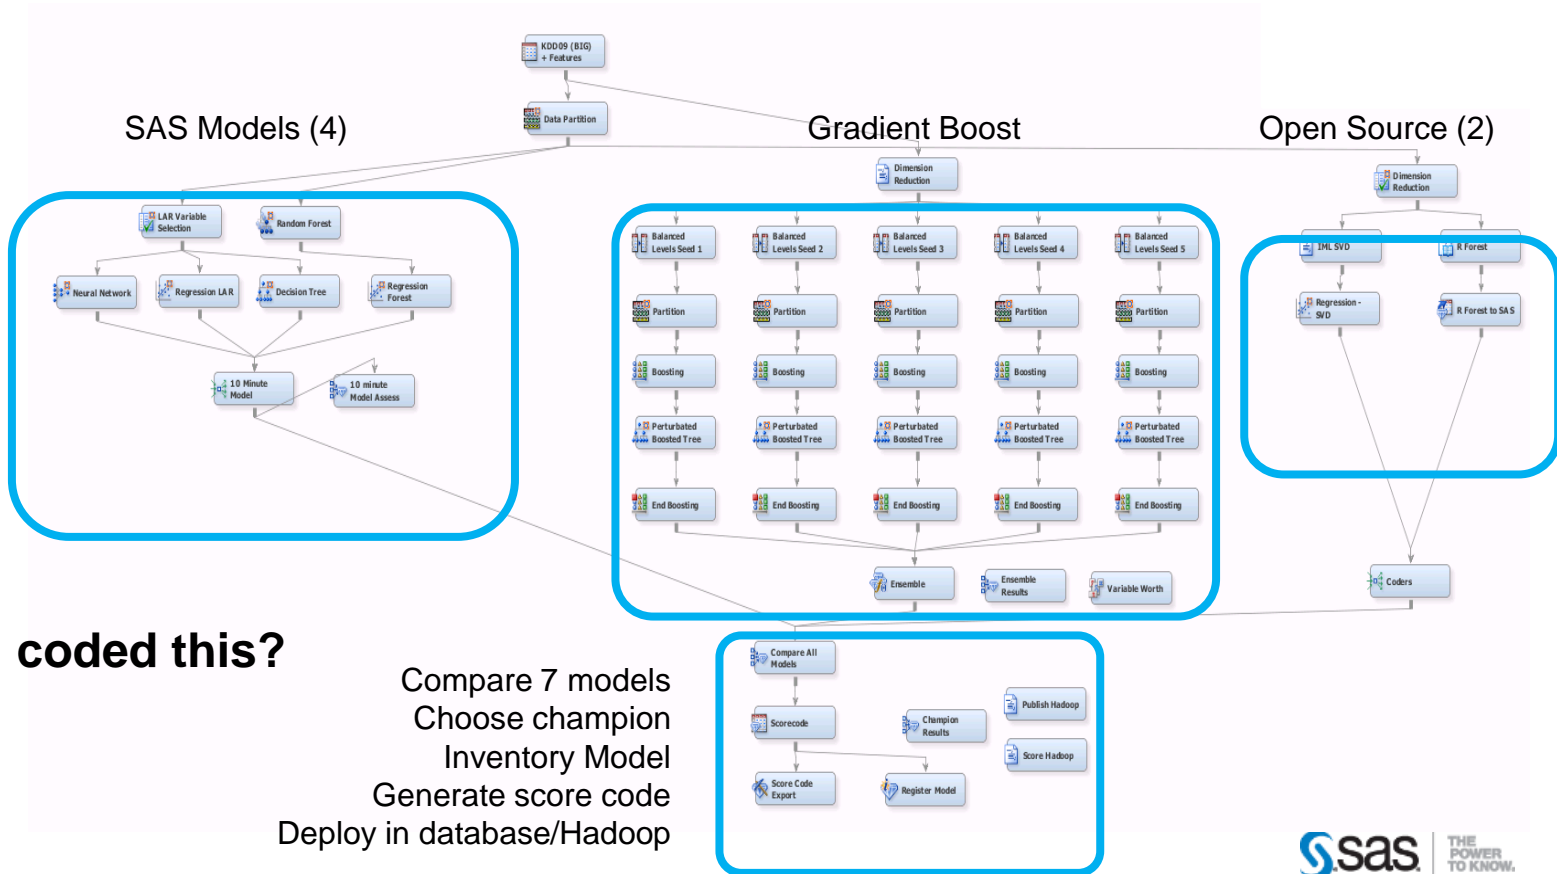 KDD09 (BIG)
+ Features
Data Partition
SAS Models (4)
Gradient Boost
Open Source (2)
Dimension
Reduction
Dimension
Reduction
LAR Variable
Selection
Random Forest
Neural Network
Regression LAR
Decision Tree
Regression
Forest
10 Minute
Model
10 minute
Model Assess
Balanced
Levels Seed 1
Balanced
Levels Seed 2
Balanced
Levels Seed 3
Balanced
Levels Seed 4
Balanced
Levels Seed 5
Partition
Partition
Partition
Partition
Partition
Boosting
Boosting
Boosting
Boosting
Boosting
Perturbated
Boosted Tree
Perturbated
Boosted Tree
Perturbated
Boosted Tree
Perturbated
Boosted Tree
Perturbated
Boosted Tree
End Boosting
End Boosting
End Boosting
End Boosting
End Boosting
Ensemble
Ensemble
Results
Variable Worth
IML SVD
R Forest
Regression -
SVD
R Forest to SAS
Coders
coded this?
Compare 7 models
Choose champion
Inventory Model
Generate score code
Deploy in database/Hadoop
Compare All
Models
Scorecode
Champion
Results
Publish Hadoop
Score Hadoop
Score Code
Export
Register Model
sas
THE
POWER
TO KNOW.